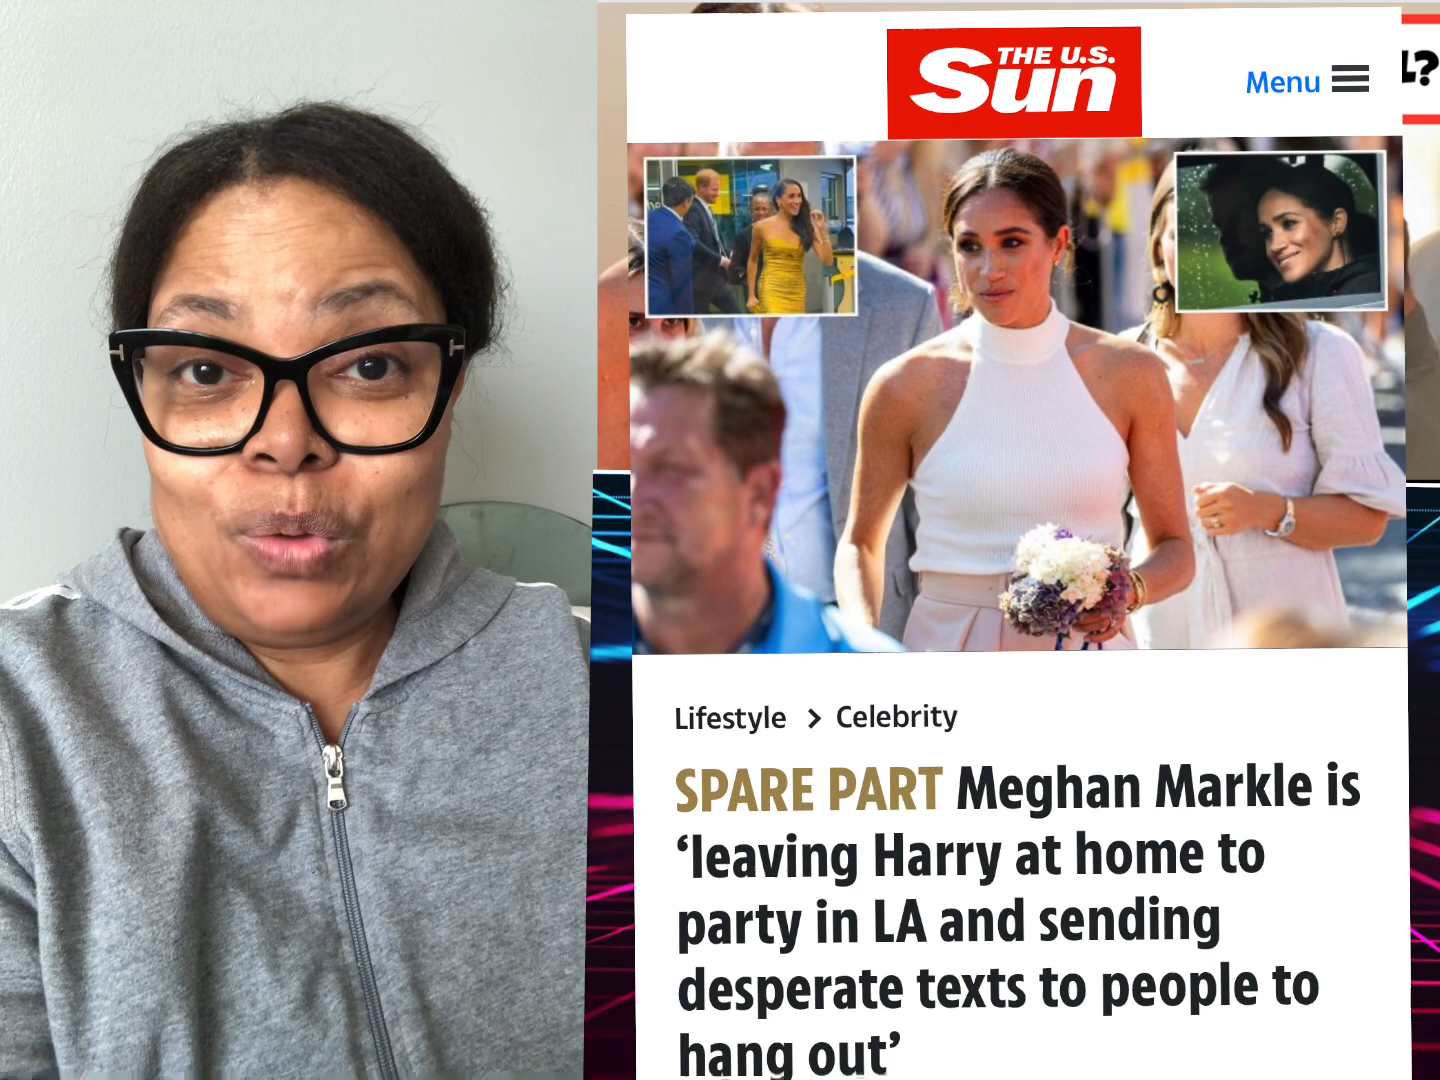 THE U.S.
Sun
Menu
L?
Lifestyle > Celebrity
SPARE PART Meghan Markle is
‘leaving Harry at home to
party in LA and sending
desperate texts to people to
hang out’